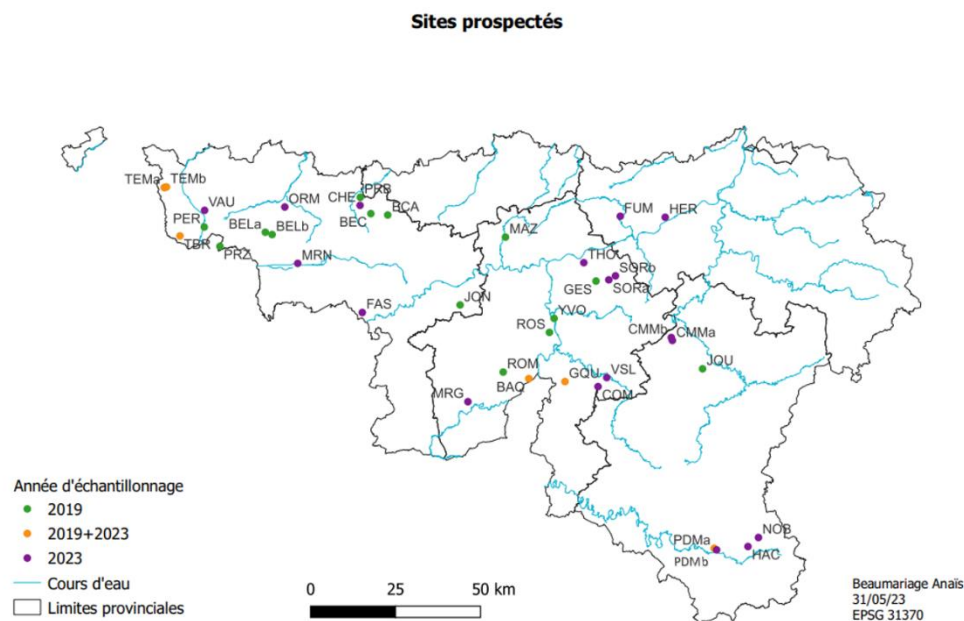 Sites prospectés
TEMa TEMb
VAU
ORM
CHE PRB
PER
BEC BCA
FUM HER
BELa BELb
MAZ
TBR
PRZ
MRN
THO
SORb
GES SORa
JON
FAS
YVO
ROS
CMMb CMMa
ROM
GOU VSL
JOU
BAO
MRG
COM
Année d'échantillonnage
2019
2019+2023
2023
Cours d'eau
Limites provinciales
NOB
PDMa
PDMb
HAC
0 25 50 km
Beaumariage Anaïs
31/05/23
EPSG 31370